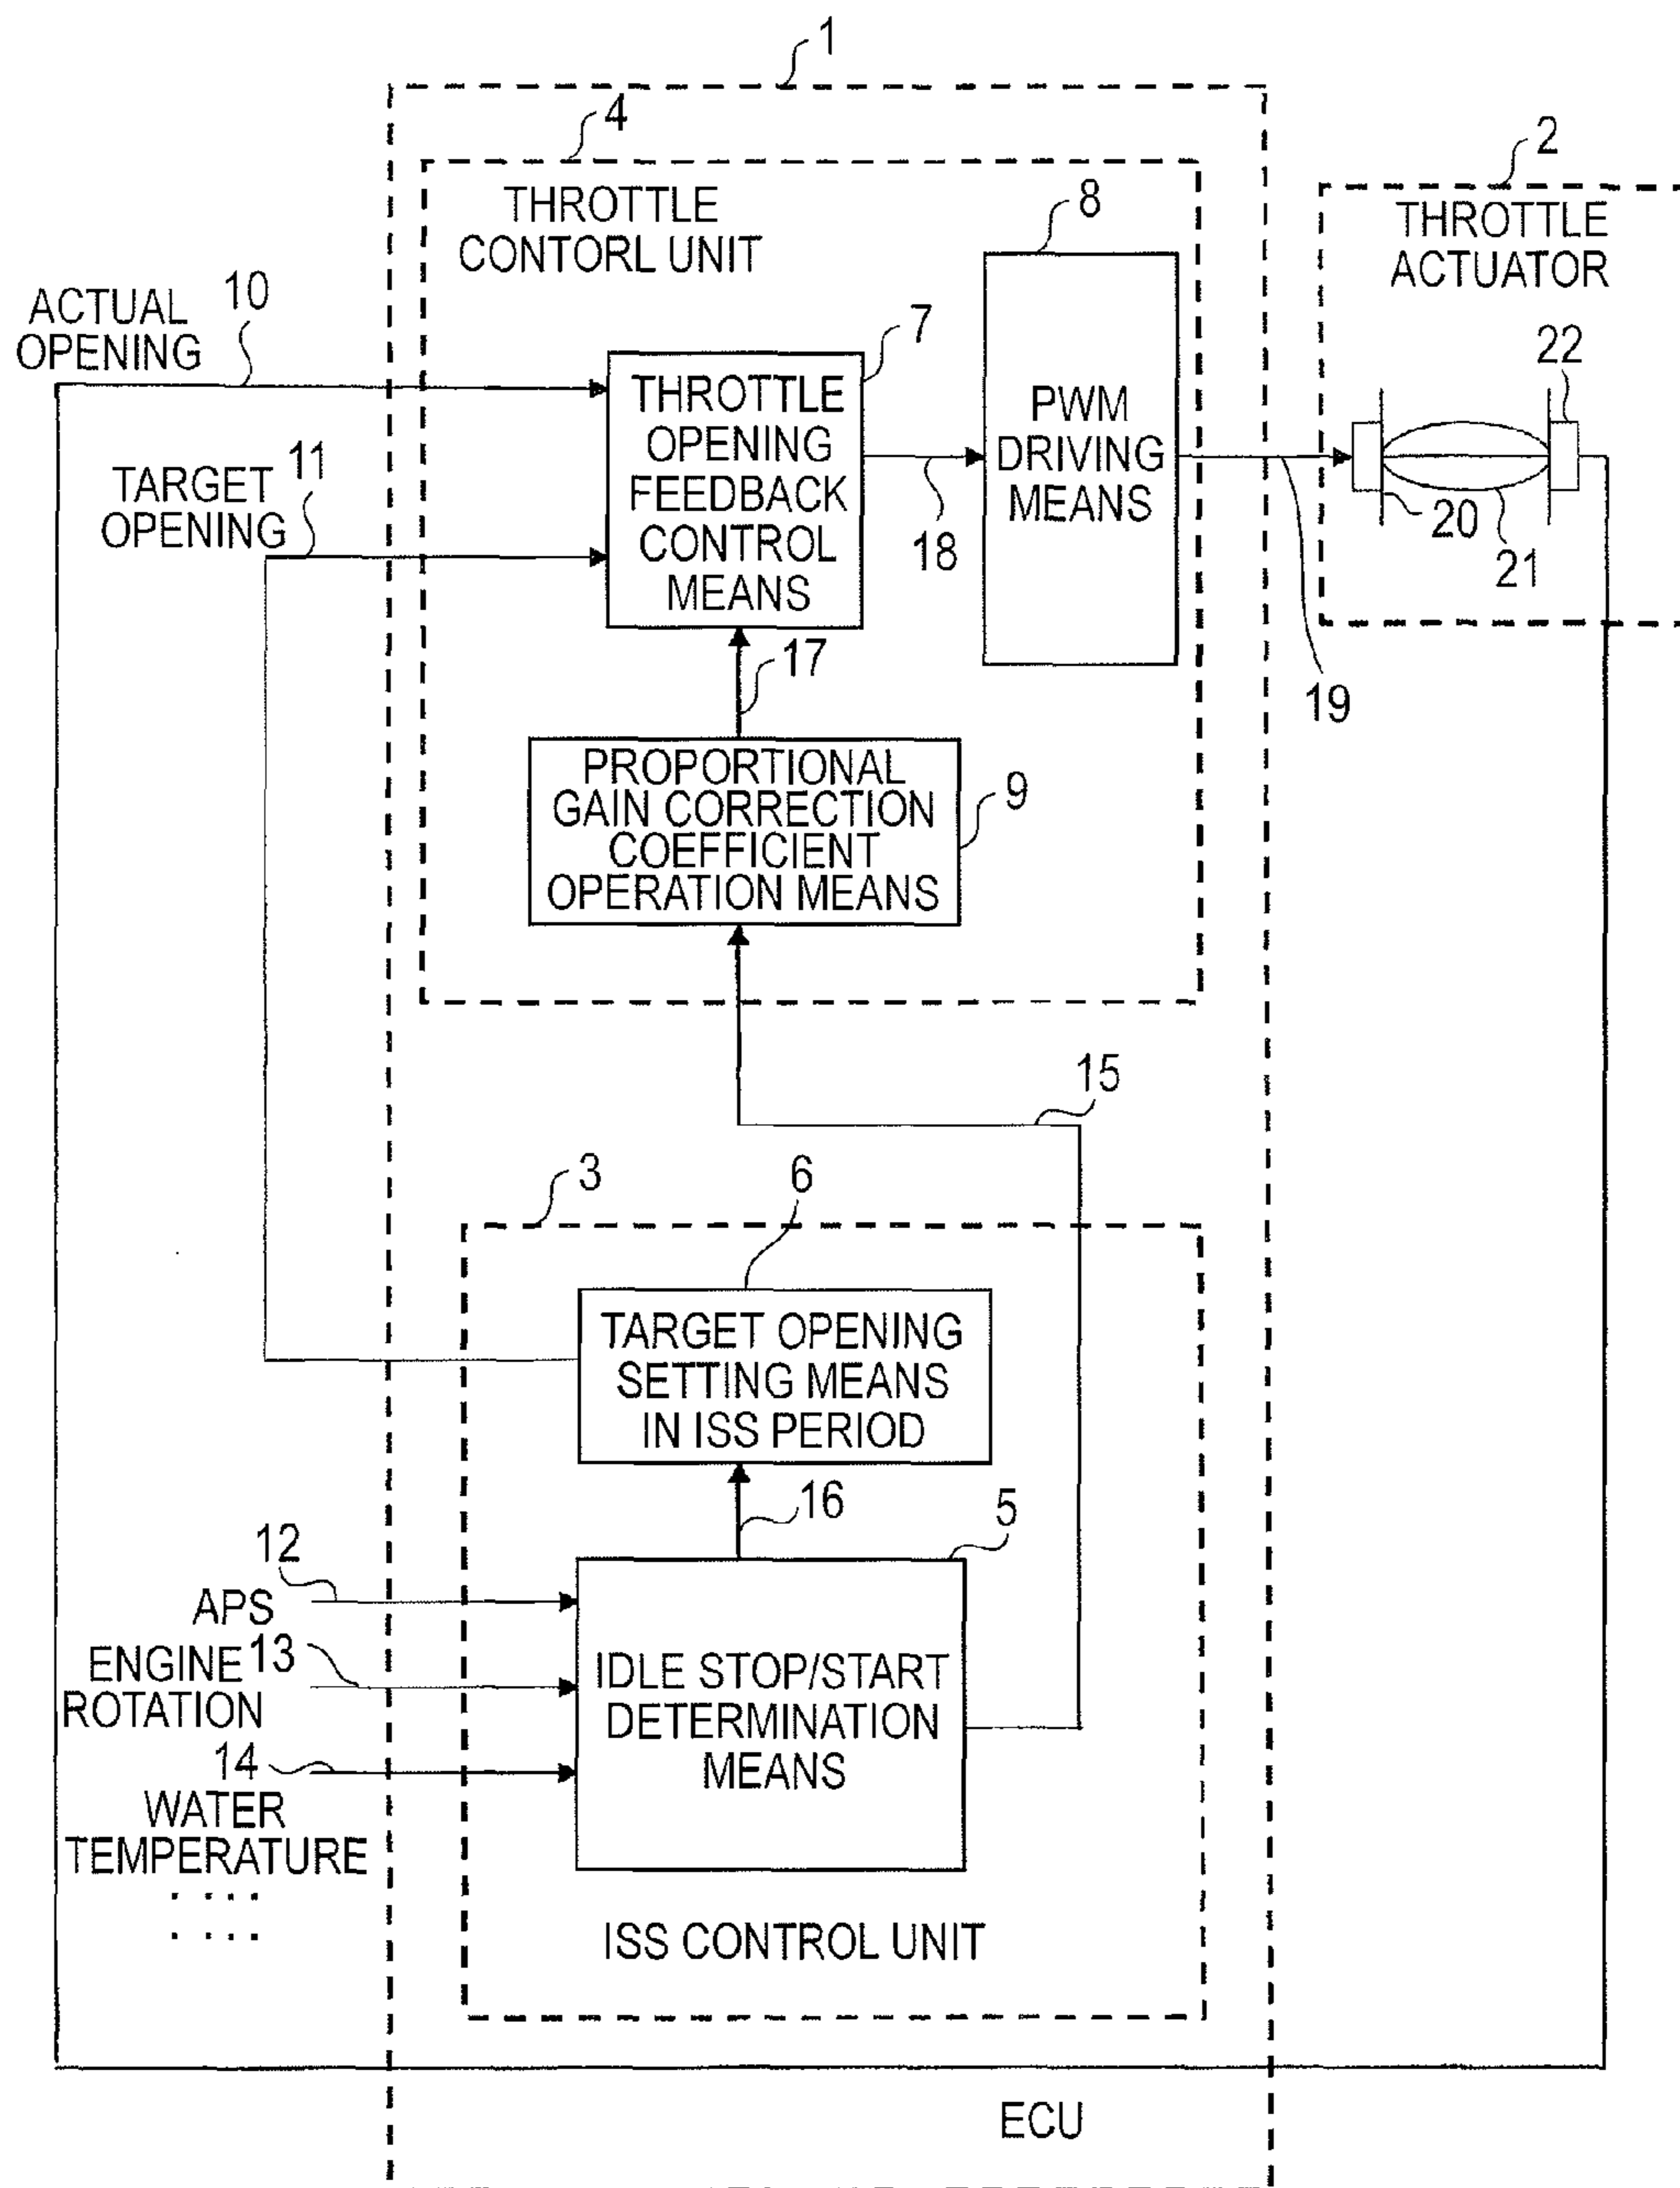 1
4
2
THROTTLE
CONTORL UNIT
8
THROTTLE
ACTUATOR
10
ACTUAL
OPENING
7
22
THROTTLE
OPENING
FEEDBACK
CONTROL
MEANS
PWM
DRIVING
MEANS
11
TARGET
OPENING
18
20
21
17
19
PROPORTIONAL
GAIN CORRECTION
COEFFICIENT
OPERATION MEANS
9
15
3
6
TARGET OPENING
SETTING MEANS
IN ISS PERIOD
16
5
12
APS
ENGINE 13
ROTATION
IDLE STOP/START
DETERMINATION
MEANS
14
WATER
TEMPERATURE
. . . .
. . . .
ISS CONTROL UNIT
ECU